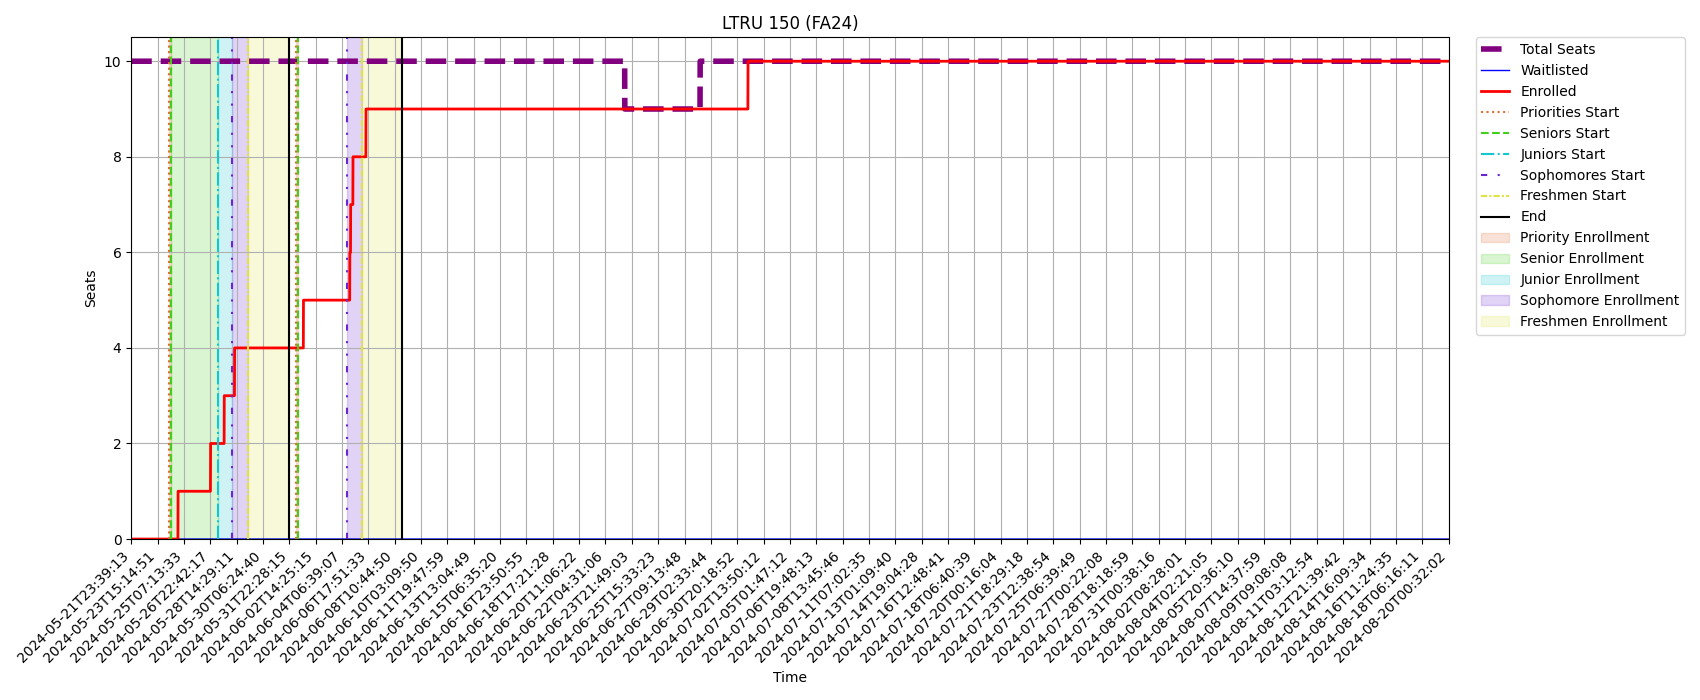 LTRU 150 (FA24)
Seats
10
8
6
4
2
0
2024-05-21T23:39:13
2024-05-23T15:14:51
2024-05-25T07:13:33
2024-05-26T22:42:17
2024-05-28T14:29:11
2024-05-30T06:24:40
2024-05-31T22:28:15
2024-06-02T14:25:15
2024-06-04T06:39:07
2024-06-06T17:51:33
2024-06-08T10:44:50
2024-06-10T03:09:50
2024-06-11T19:47:59
2024-06-13T13:04:49
2024-06-15T06:35:20
2024-06-16T23:50:55
2024-06-18T17:21:28
2024-06-20T11:06:22
2024-06-22T04:31:06
2024-06-23T21:49:03
2024-06-25T15:33:23
2024-06-27T09:13:48
2024-06-29T02:33:44
2024-06-30T20:18:52
2024-07-02T13:50:12
2024-07-05T01:47:12
2024-07-06T19:48:13
2024-07-08T13:45:46
2024-07-11T07:02:35
2024-07-13T01:09:40
2024-07-14T19:04:28
2024-07-16T12:48:41
2024-07-18T06:40:39
2024-07-20T00:16:04
2024-07-21T18:29:18
2024-07-23T12:38:54
2024-07-25T06:39:49
2024-07-27T00:22:08
2024-07-28T18:18:59
2024-07-31T00:38:16
2024-08-02T08:28:01
2024-08-04T02:21:05
2024-08-05T20:36:10
2024-08-07T14:37:59
2024-08-09T09:08:08
2024-08-11T03:12:54
2024-08-12T21:39:42
2024-08-14T16:09:34
2024-08-16T11:24:35
2024-08-18T06:16:11
2024-08-20T00:32:02
Time
Total Seats
Waitlisted
Enrolled
Priorities Start
Seniors Start
Juniors Start
Sophomores Start
Freshmen Start
End
Priority Enrollment
Senior Enrollment
Junior Enrollment
Sophomore Enrollment
Freshmen Enrollment